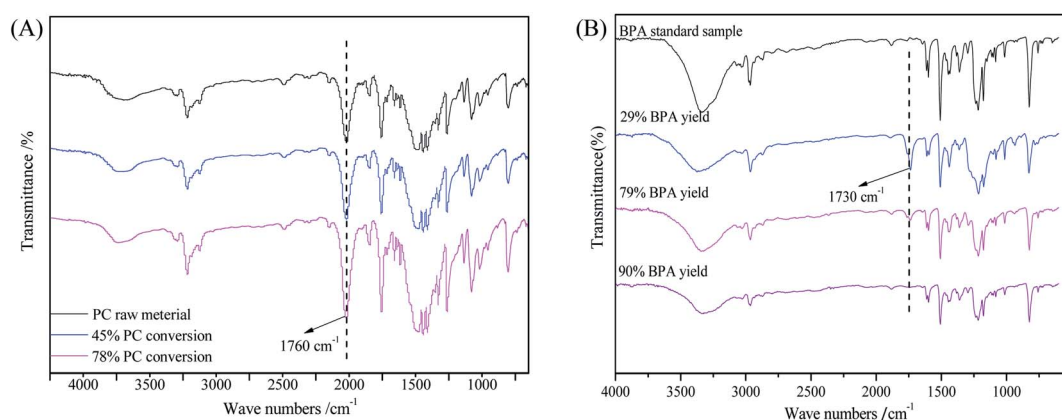 (A)
Transmittance /%
PC raw meterial
45% PC conversion
78% PC conversion
1760 cm⁻¹
4000 3500 3000 2500 2000 1500 1000
Wave numbers /cm⁻¹
(B)
Transmittance(%)
BPA standard sample
29% BPA yield
1730 cm⁻¹
79% BPA yield
90% BPA yield
4000 3500 3000 2500 2000 1500 1000
Wave numbers /cm⁻¹